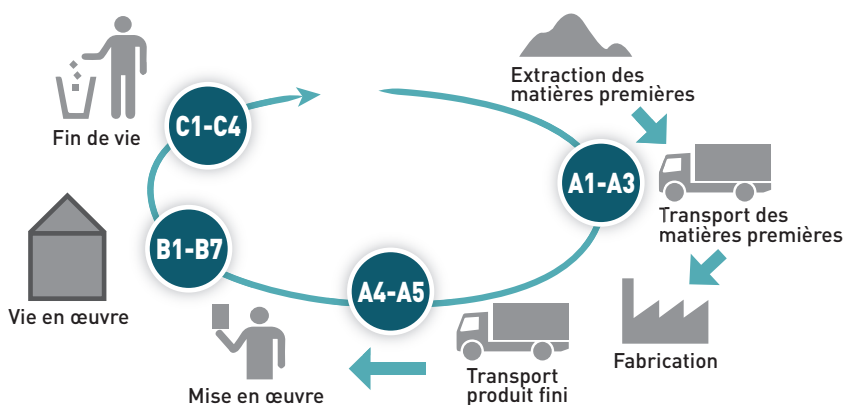 Extraction des
matières premières
A1-A3
Transport des
matières premières
Fabrication
A4-A5
Transport
produit fini
Mise en œuvre
B1-B7
Vie en œuvre
C1-C4
Fin de vie